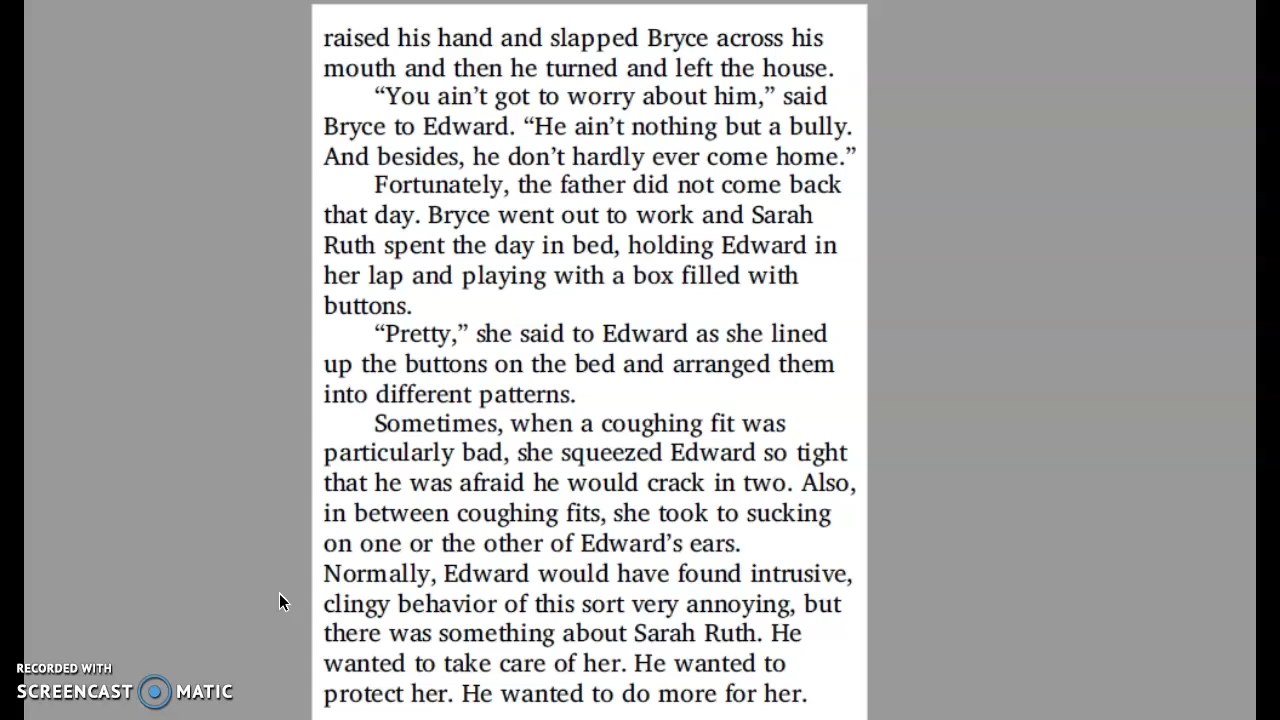 raised his hand and slapped Bryce across his
mouth and then he turned and left the house.
“You ain’t got to worry about him,” said
Bryce to Edward. “He ain’t nothing but a bully.
And besides, he don’t hardly ever come home.”
Fortunately, the father did not come back
that day. Bryce went out to work and Sarah
Ruth spent the day in bed, holding Edward in
her lap and playing with a box filled with
buttons.
“Pretty,” she said to Edward as she lined
up the buttons on the bed and arranged them
into different patterns.
Sometimes, when a coughing fit was
particularly bad, she squeezed Edward so tight
that he was afraid he would crack in two. Also,
in between coughing fits, she took to sucking
on one or the other of Edward’s ears.
Normally, Edward would have found intrusive,
clingy behavior of this sort very annoying, but
there was something about Sarah Ruth. He
wanted to take care of her. He wanted to
protect her. He wanted to do more for her.
RECORDED WITH
SCREENCAST MATIC